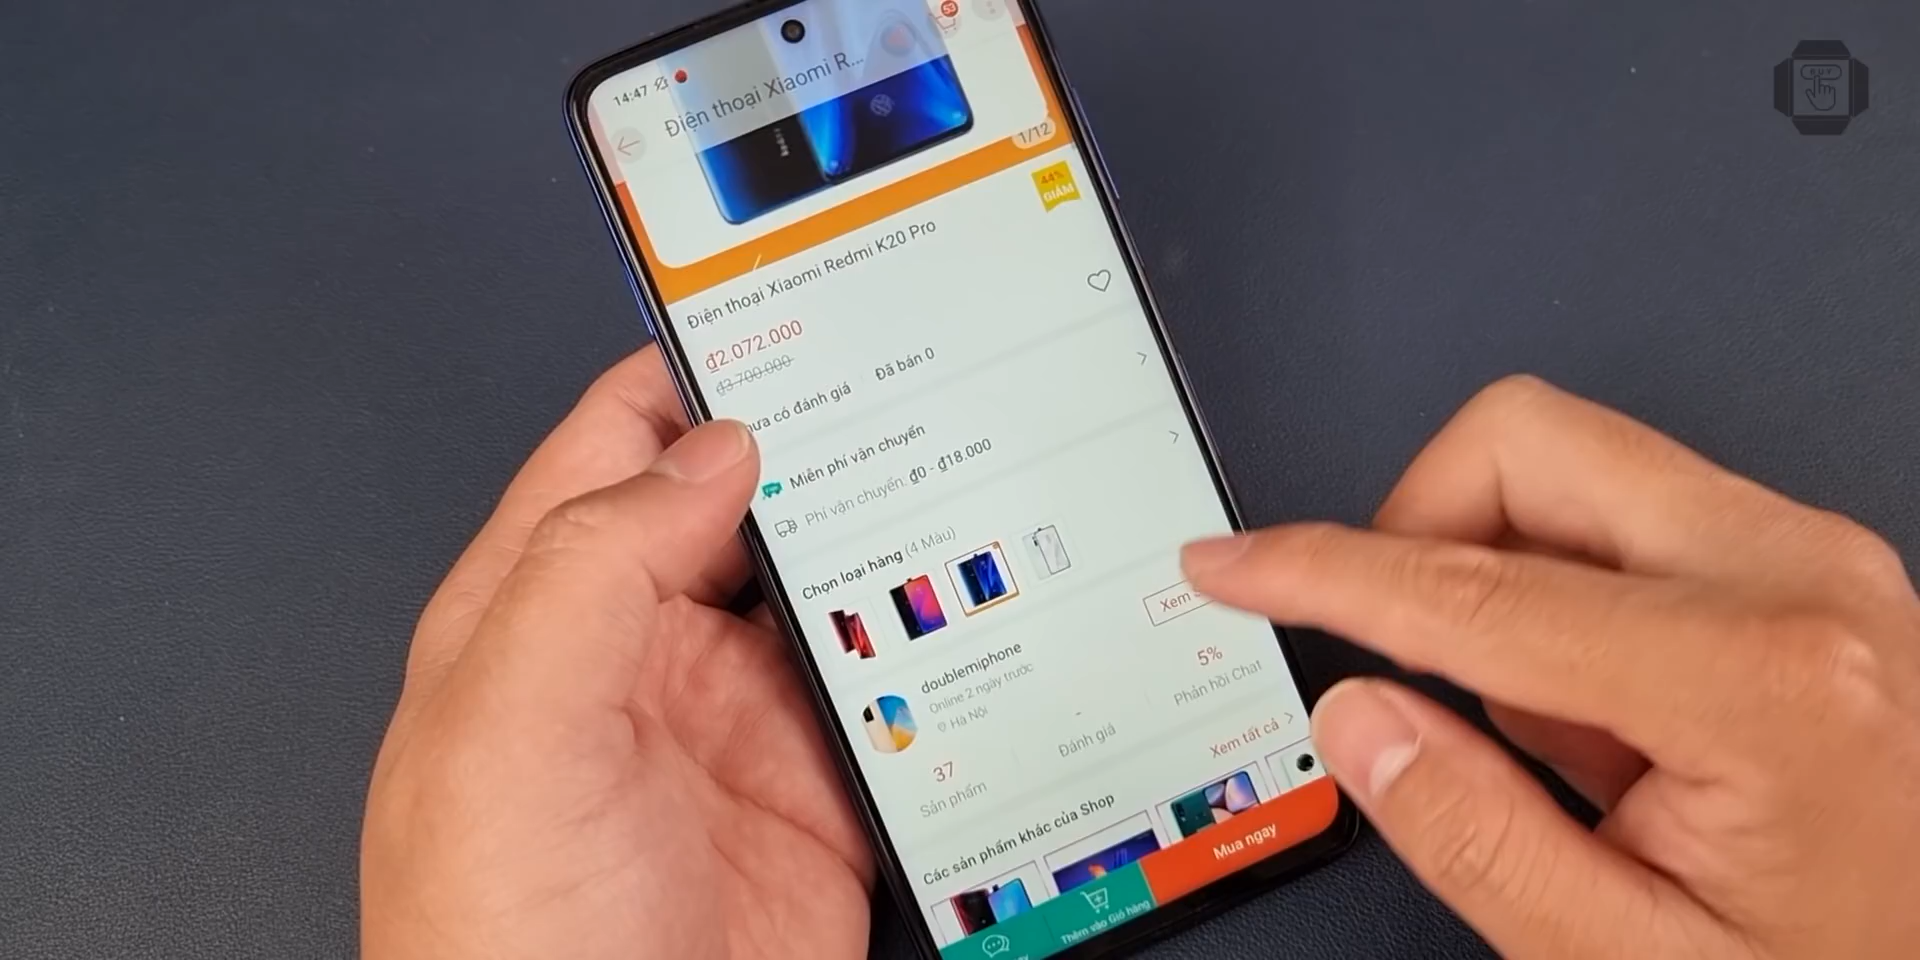 14:47
53
Điện thoại Xiaomi R...
1/12
44%
GIẢM
Điện thoại Xiaomi Redmi K20 Pro
₫2.072.000
₫3.700.000
có đánh giá
Đã bán 0
Miễn phí vận chuyển
Phí vận chuyển: ₫0 - ₫18.000
Chọn loại hàng (4 Màu)
doublemiphone
Online 2 ngày trước
Hà Nội
Xem
37
Sản phẩm
-
Đánh giá
5%
Phản hồi Chat
Các sản phẩm khác của Shop
Xem tất cả >
Thêm vào Giỏ hàng
Mua ngay
BUY